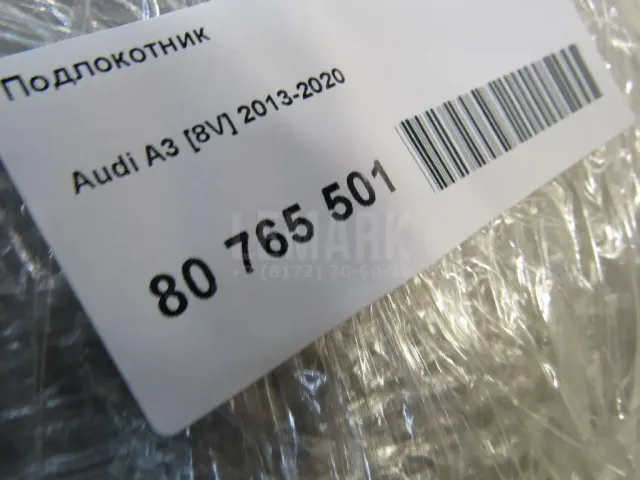 Подлокотник
Audi A3 [8V] 2013-2020
80 765 501